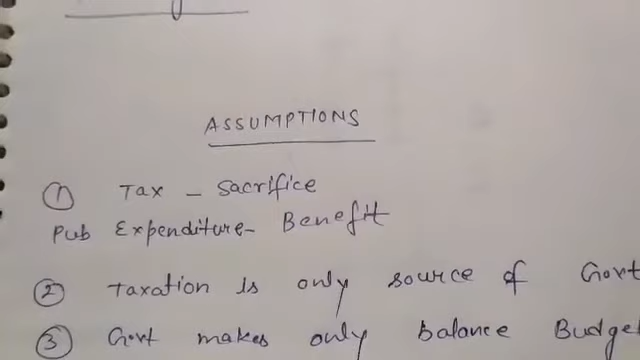 ASSUMPTIONS
① Tax - Sacrifice
Pub Expenditure- Benefit
② Taxation is only source of Govt
③ Govt makes only balance Budget